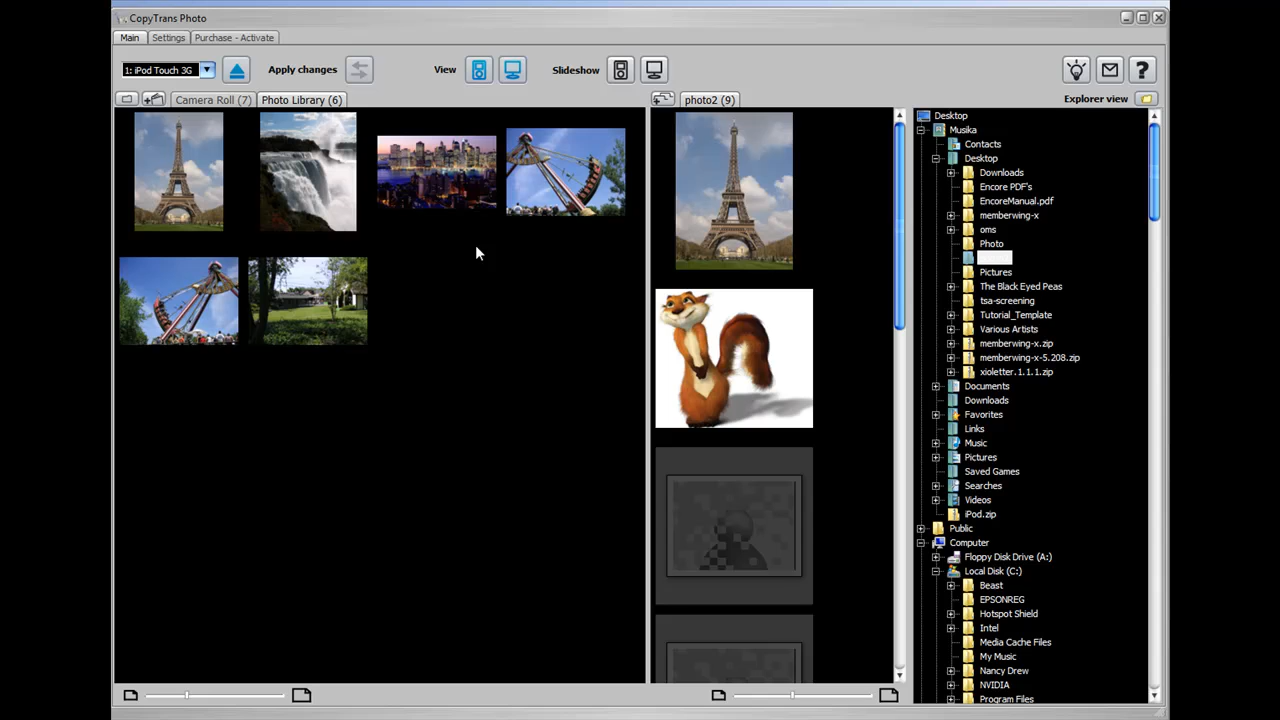 CopyTrans Photo
Main Settings Purchase - Activate
1: iPod Touch 3G Apply changes View Slideshow
Camera Roll (7) Photo Library (6) photo2 (9) Explorer view
Desktop
Musika
Contacts
Desktop
Downloads
Encore PDF's
EncoreManual.pdf
memberwing-x
oms
Photo
Pictures
The Black Eyed Peas
tsa-screening
Tutorial_Template
Various Artists
memberwing-x.zip
memberwing-x-5.208.zip
xioletter.1.1.1.zip
Documents
Downloads
Favorites
Links
Music
Pictures
Saved Games
Searches
Videos
iPod.zip
Public
Computer
Floppy Disk Drive (A:)
Local Disk (C:)
Beast
EPSONREG
Hotspot Shield
Intel
Media Cache Files
My Music
Nancy Drew
NVIDIA
Program Files